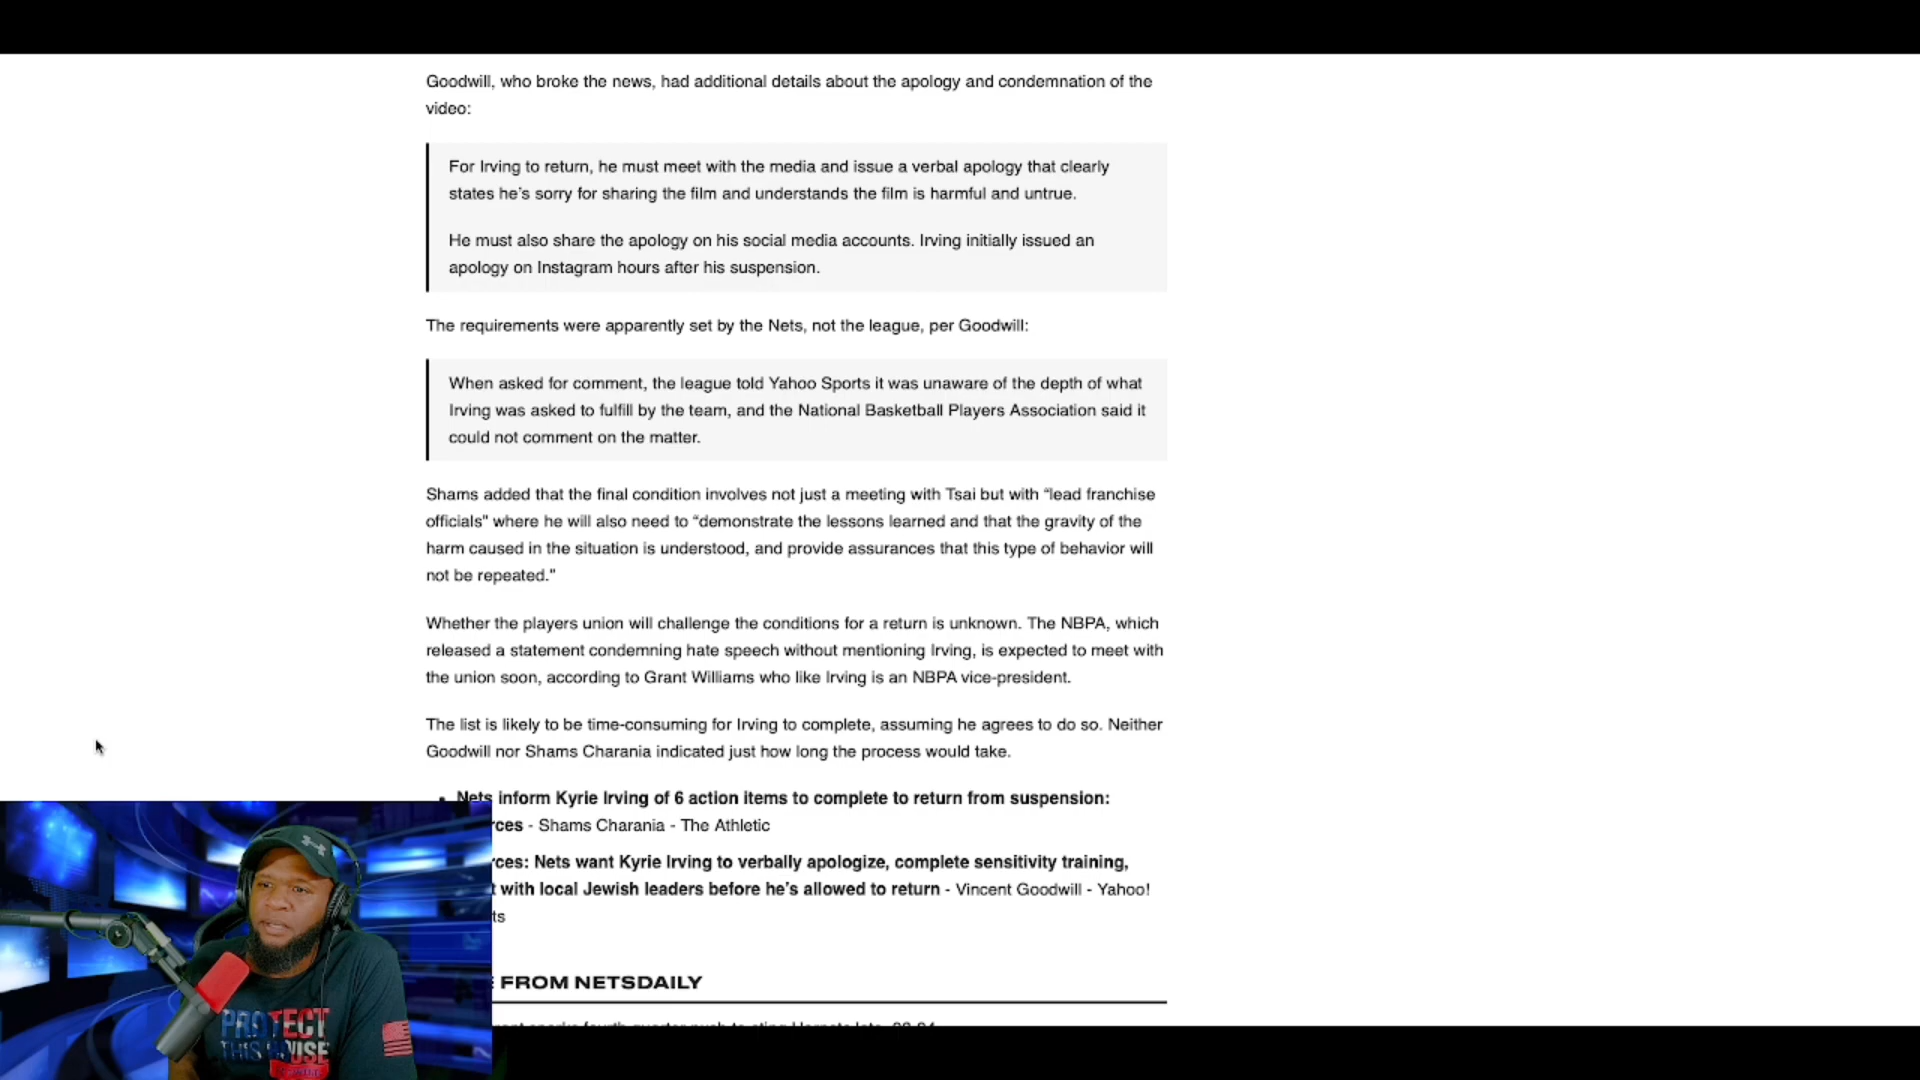 Goodwill, who broke the news, had additional details about the apology and condemnation of the
video:
For Irving to return, he must meet with the media and issue a verbal apology that clearly
states he's sorry for sharing the film and understands the film is harmful and untrue.
He must also share the apology on his social media accounts. Irving initially issued an
apology on Instagram hours after his suspension.
The requirements were apparently set by the Nets, not the league, per Goodwill:
When asked for comment, the league told Yahoo Sports it was unaware of the depth of what
Irving was asked to fulfill by the team, and the National Basketball Players Association said it
could not comment on the matter.
Shams added that the final condition involves not just a meeting with Tsai but with “lead franchise
officials" where he will also need to “demonstrate the lessons learned and that the gravity of the
harm caused in the situation is understood, and provide assurances that this type of behavior will
not be repeated."
Whether the players union will challenge the conditions for a return is unknown. The NBPA, which
released a statement condemning hate speech without mentioning Irving, is expected to meet with
the union soon, according to Grant Williams who like Irving is an NBPA vice-president.
The list is likely to be time-consuming for Irving to complete, assuming he agrees to do so. Neither
Goodwill nor Shams Charania indicated just how long the process would take.
Nets inform Kyrie Irving of 6 action items to complete to return from suspension:
rces - Shams Charania - The Athletic
rces: Nets want Kyrie Irving to verbally apologize, complete sensitivity training,
t with local Jewish leaders before he's allowed to return - Vincent Goodwill - Yahoo!
ts
FROM NETSDAILY
PROTECT
THIS HOUSE